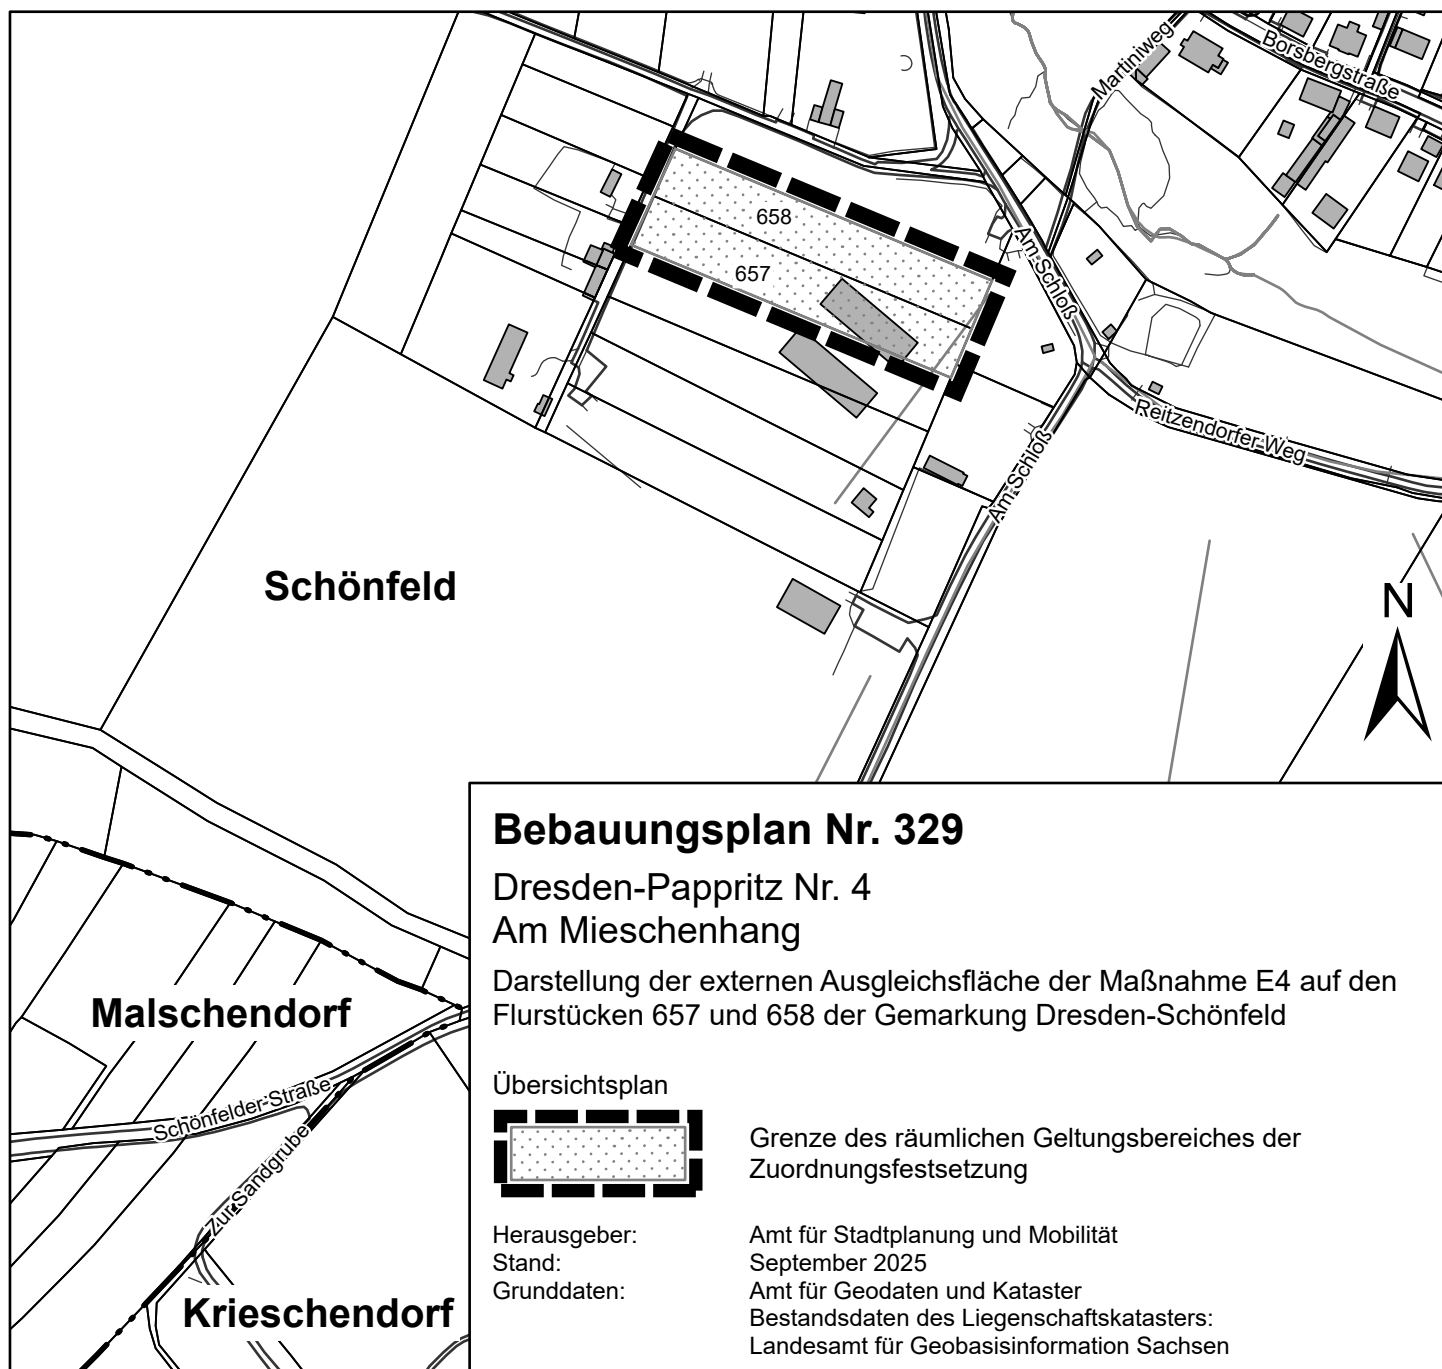 Martiniweg
Borsbergstraße
658
657
Am Schloß
Reitzendorfer Weg
Am Schloß
Schönfeld
N
Malschendorf
Schönfelder Straße
Zur Sandgrube
Krieschendorf
Bebauungsplan Nr. 329
Dresden-Pappritz Nr. 4
Am Mieschenhang
Darstellung der externen Ausgleichsfläche der Maßnahme E4 auf den
Flurstücken 657 und 658 der Gemarkung Dresden-Schönfeld
Übersichtsplan
Grenze des räumlichen Geltungsbereiches der
Zuordnungsfestsetzung
Herausgeber: Amt für Stadtplanung und Mobilität
Stand: September 2025
Grunddaten: Amt für Geodaten und Kataster
Bestandsdaten des Liegenschaftskatasters:
Landesamt für Geobasisinformation Sachsen